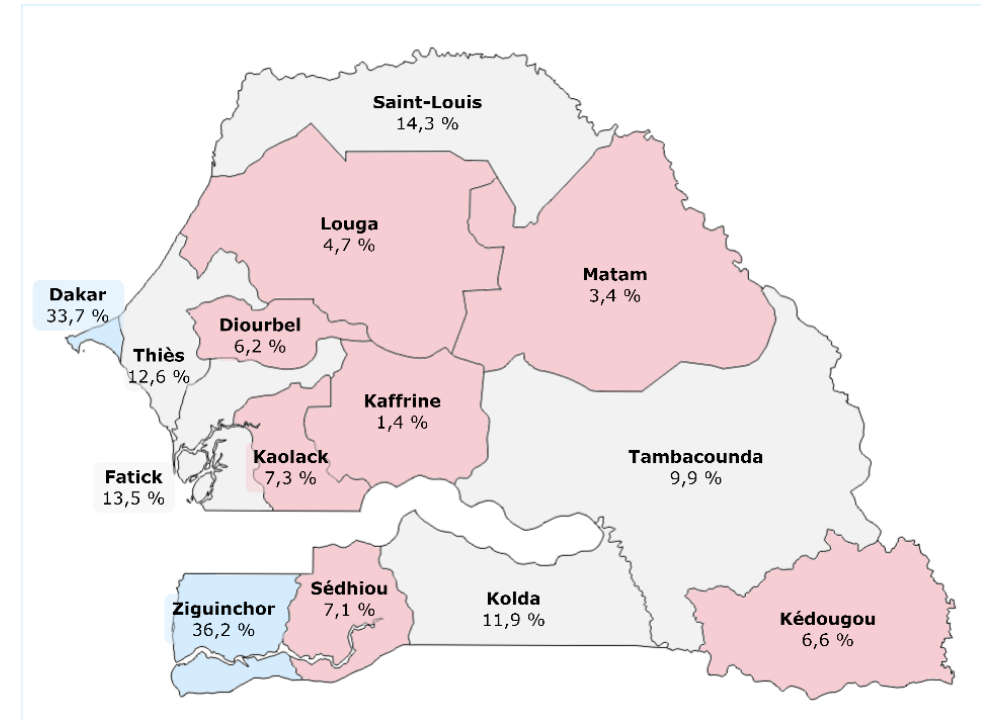 Saint-Louis
14,3 %
Louga
4,7 %
Matam
3,4 %
Dakar
33,7 %
Diourbel
6,2 %
Thiès
12,6 %
Kaffrine
1,4 %
Kaolack
7,3 %
Tambacounda
9,9 %
Fatick
13,5 %
Sédhiou
7,1 %
Ziguinchor
36,2 %
Kolda
11,9 %
Kédougou
6,6 %